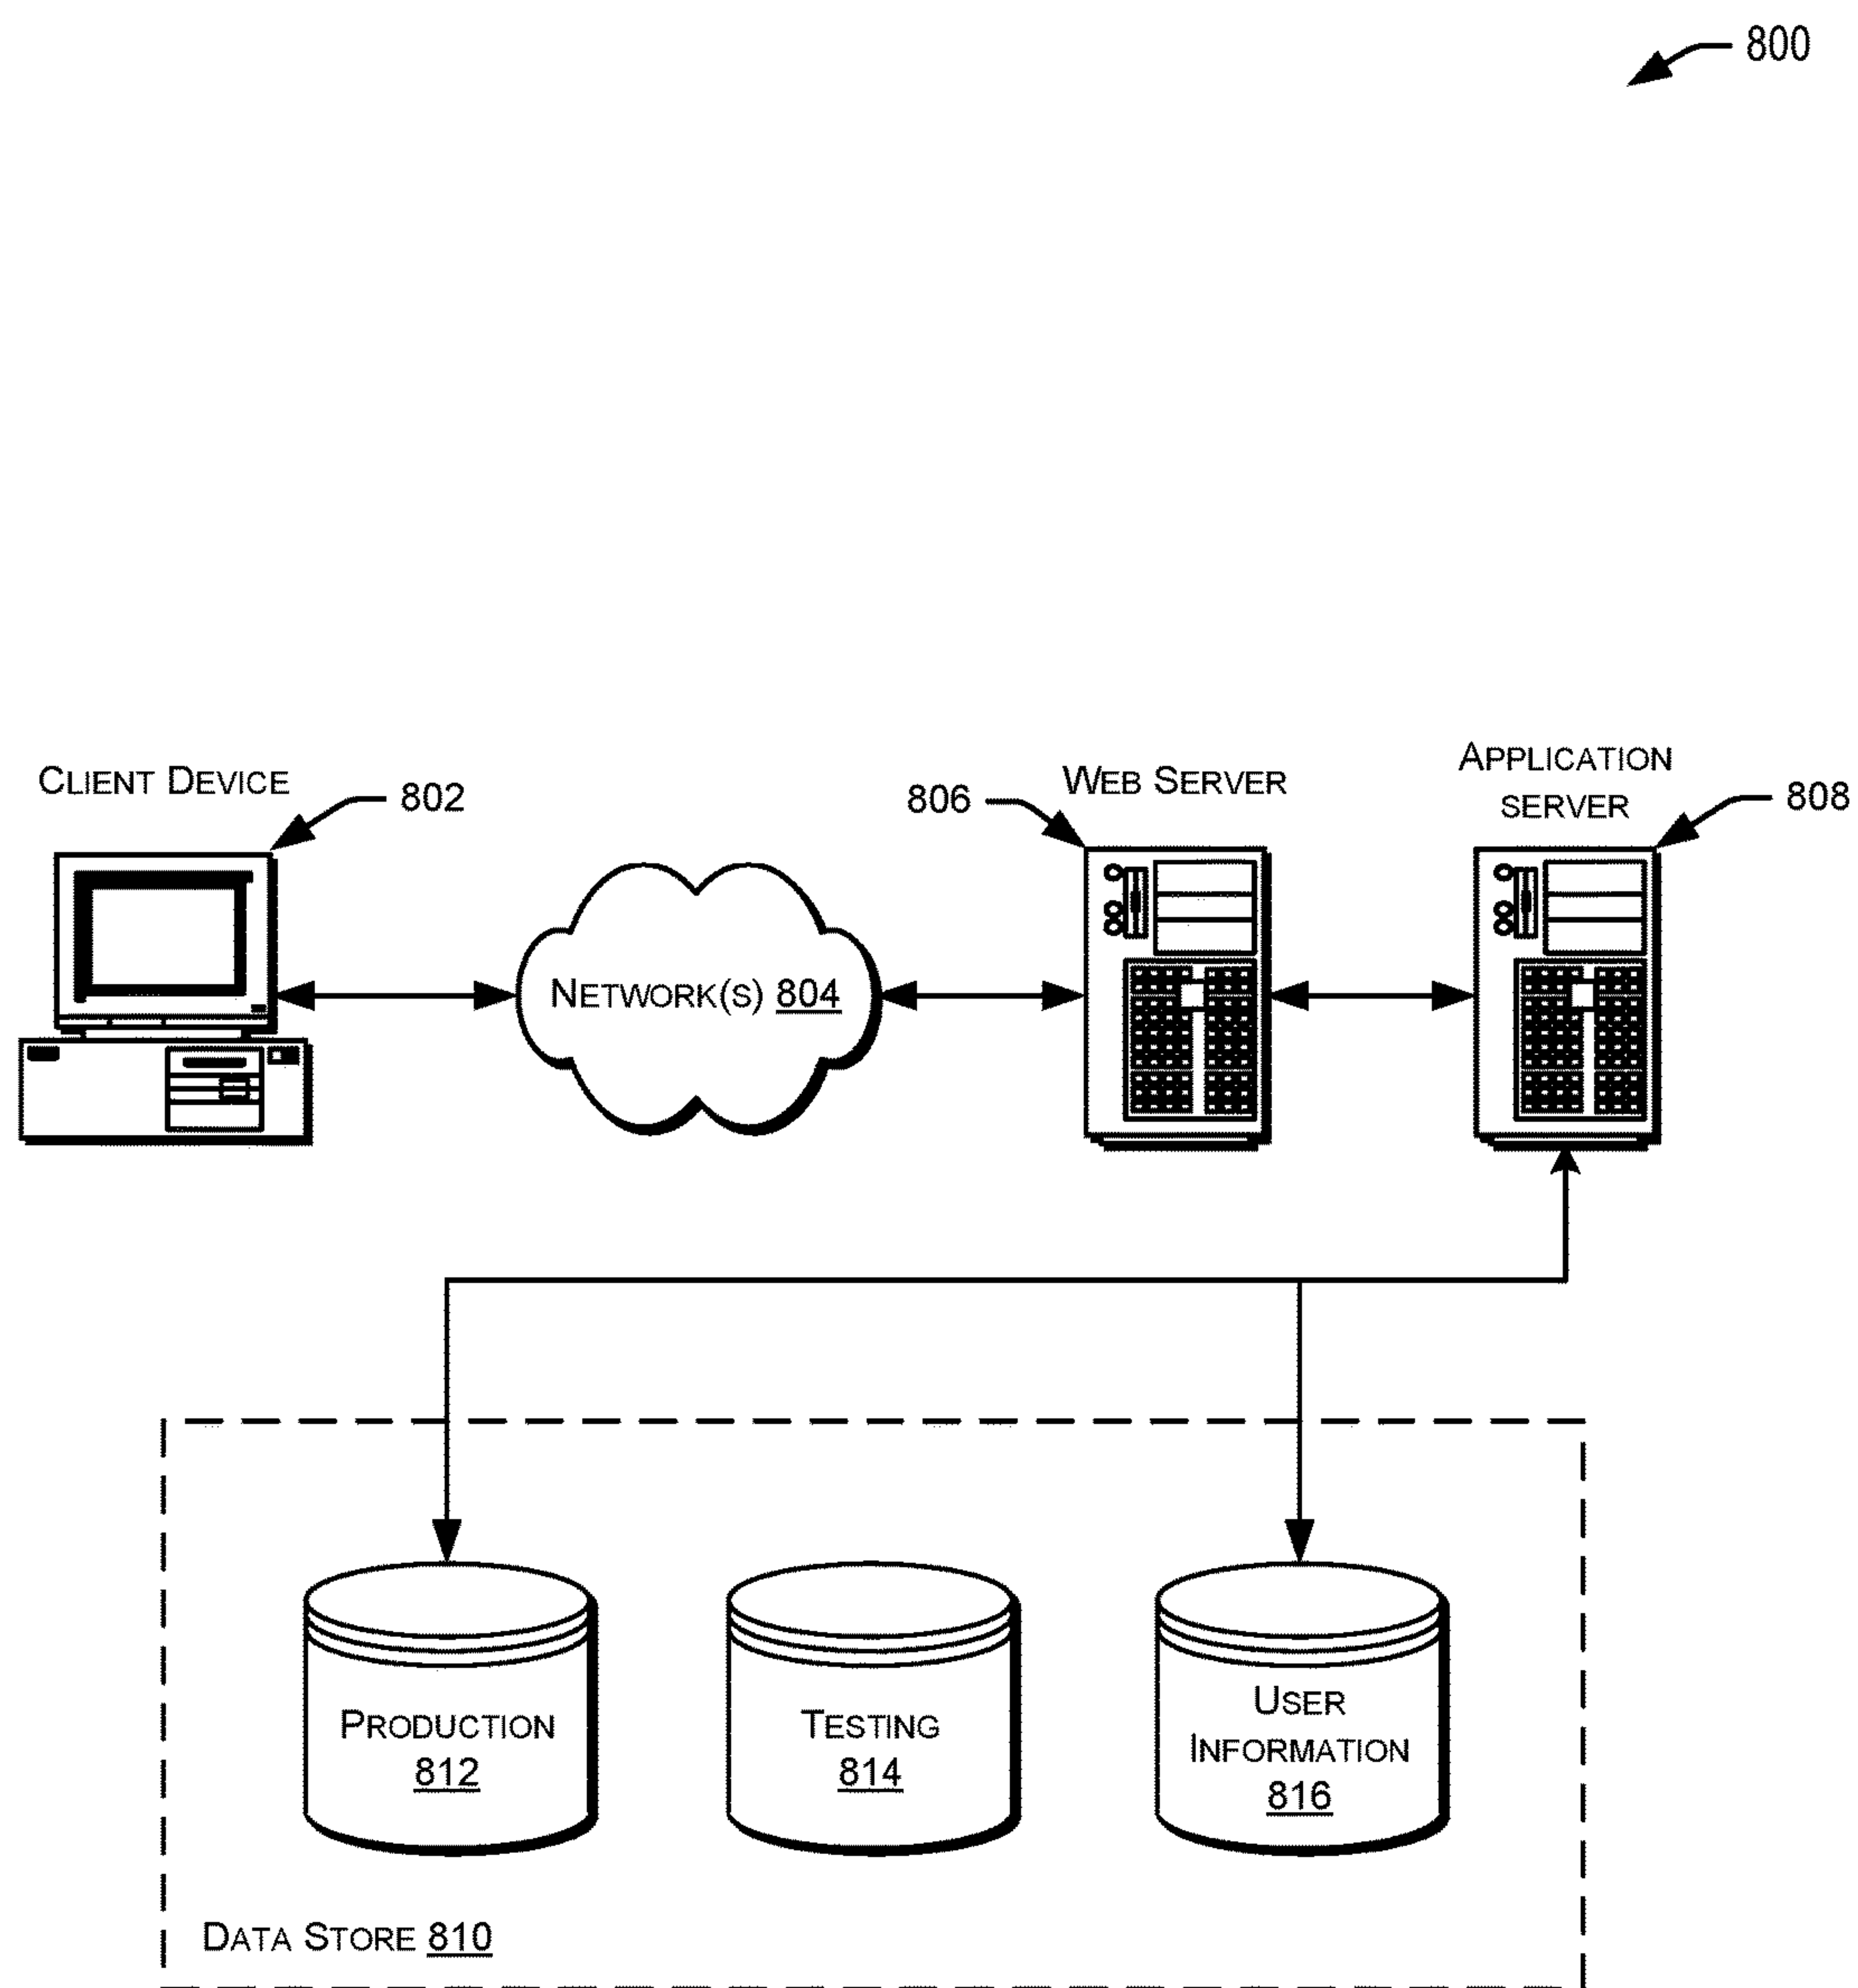 800
CLIENT DEVICE
802
806
WEB SERVER
APPLICATION
SERVER
808
NETWORK(S) 804
PRODUCTION
812
TESTING
814
USER
INFORMATION
816
DATA STORE 810